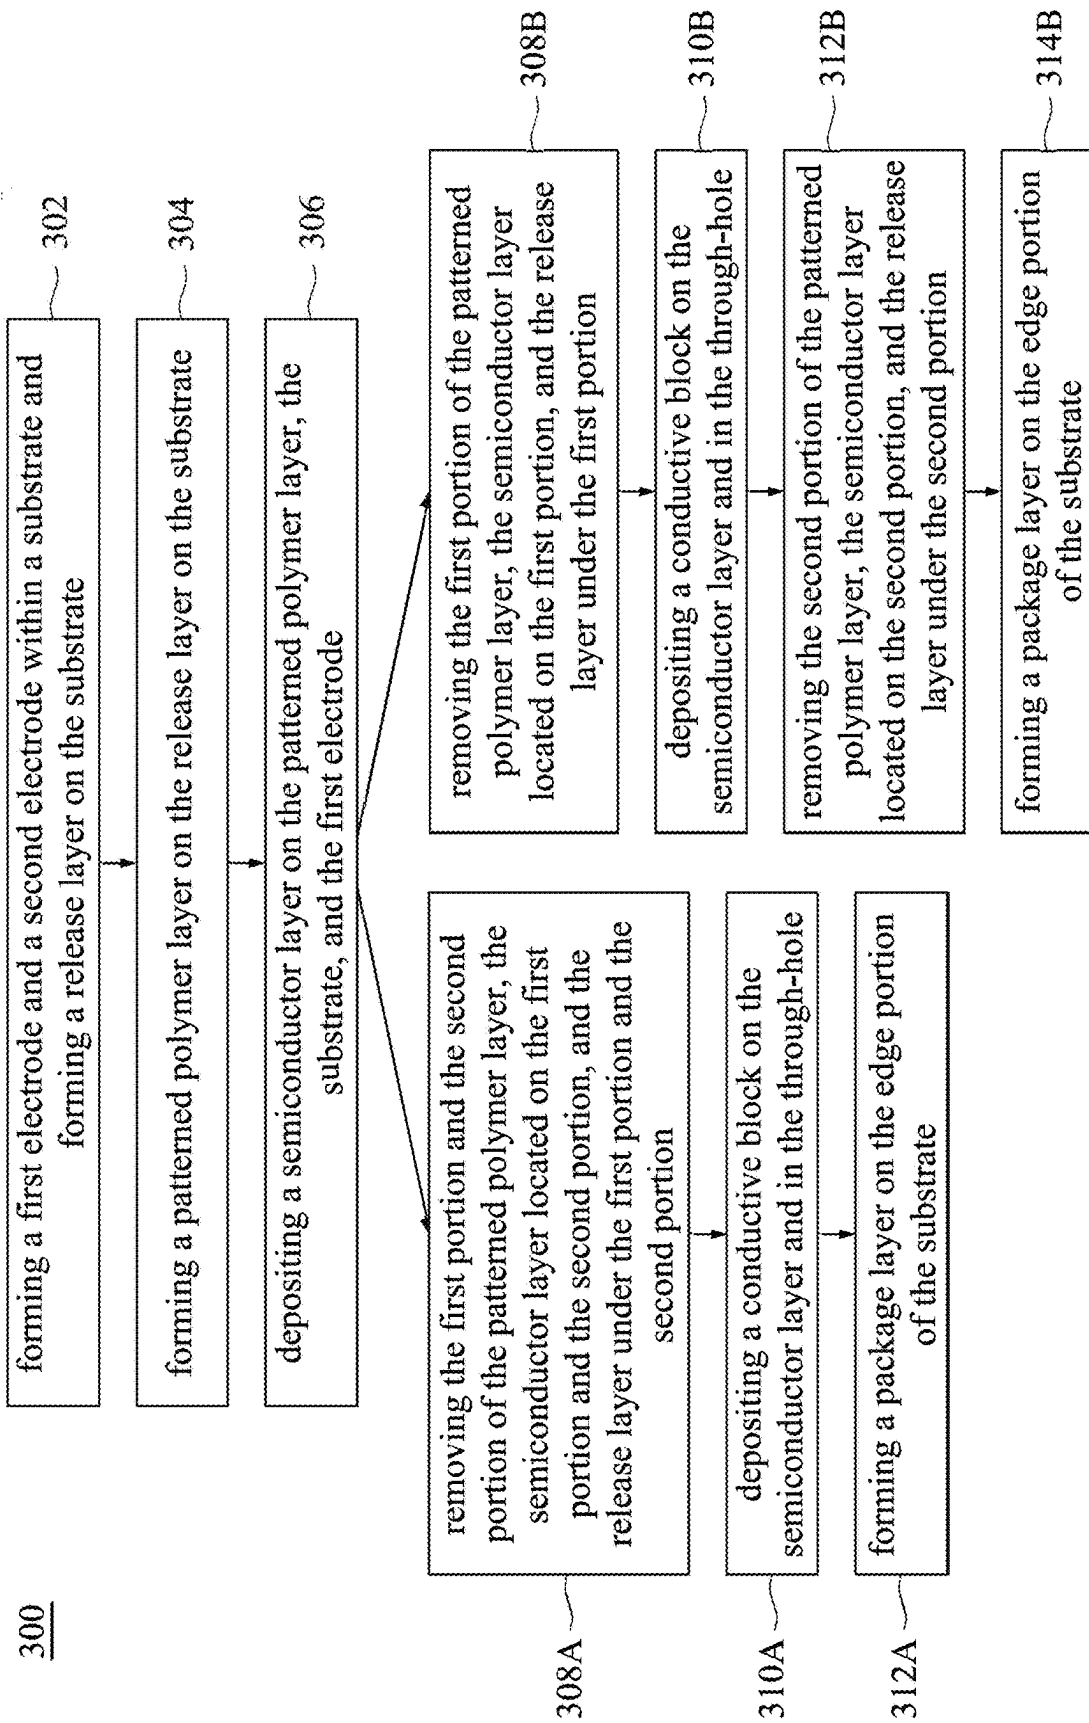 300
forming a first electrode and a second electrode within a substrate and
forming a release layer on the substrate
302
forming a patterned polymer layer on the release layer on the substrate
304
depositing a semiconductor layer on the patterned polymer layer, the
substrate, and the first electrode
306
308A
removing the first portion and the second
portion of the patterned polymer layer, the
semiconductor layer located on the first
portion and the second portion, and the
release layer under the first portion and the
second portion
310A
depositing a conductive block on the
semiconductor layer and in the through-hole
312A
forming a package layer on the edge portion
of the substrate
removing the first portion of the patterned
polymer layer, the semiconductor layer
located on the first portion, and the release
layer under the first portion
308B
depositing a conductive block on the
semiconductor layer and in the through-hole
310B
removing the second portion of the patterned
polymer layer, the semiconductor layer
located on the second portion, and the release
layer under the second portion
312B
forming a package layer on the edge portion
of the substrate
314B